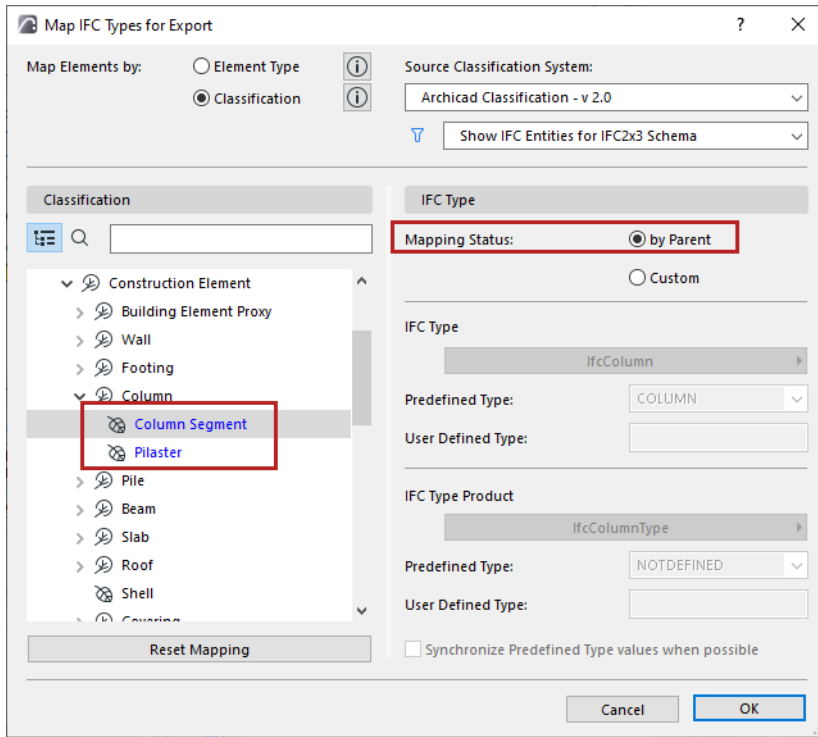 Map IFC Types for Export
Map Elements by:
Element Type
Classification
Source Classification System:
Archicad Classification - v 2.0
Show IFC Entities for IFC2x3 Schema
Classification
Construction Element
Building Element Proxy
Wall
Footing
Column
Column Segment
Pilaster
Pile
Beam
Slab
Roof
Shell
Covering
Reset Mapping
IFC Type
Mapping Status:
by Parent
Custom
IFC Type
IfcColumn
Predefined Type:
COLUMN
User Defined Type:
IFC Type Product
IfcColumnType
Predefined Type:
NOTDEFINED
User Defined Type:
Synchronize Predefined Type values when possible
Cancel
OK